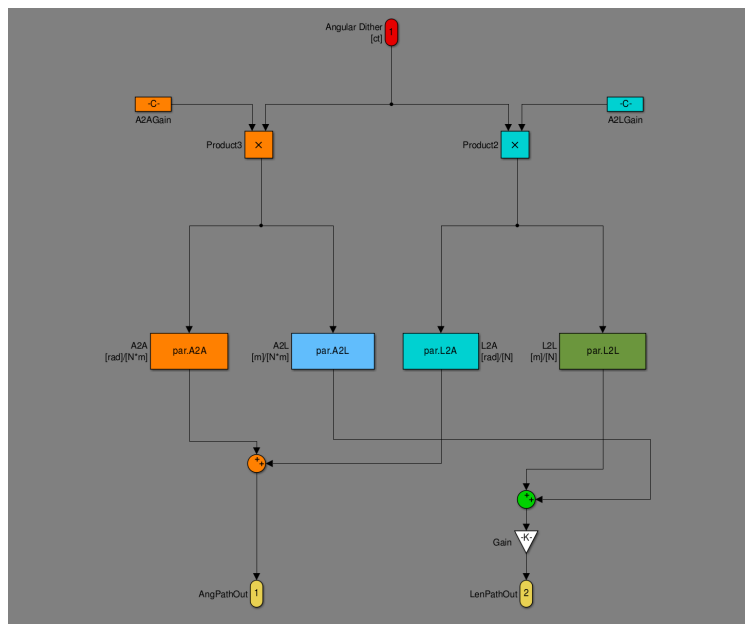 Angular Dither
[ct]
1
-C-
-C-
A2AGain
A2LGain
Product3
×
Product2
×
A2A
[rad]/[N*m]
par.A2A
A2L
[m]/[N*m]
par.A2L
par.L2A
L2A
[rad]/[N]
L2L
[m]/[N]
par.L2L
++
++
Gain
-K-
AngPathOut
1
LenPathOut
2